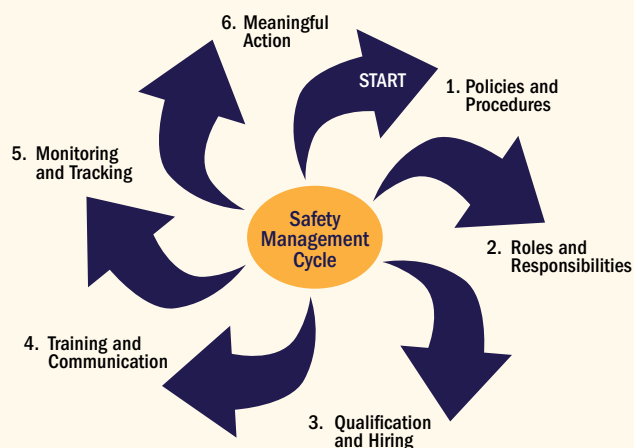 START
1. Policies and
Procedures
2. Roles and
Responsibilities
3. Qualification
and Hiring
4. Training and
Communication
5. Monitoring
and Tracking
6. Meaningful
Action
Safety
Management
Cycle